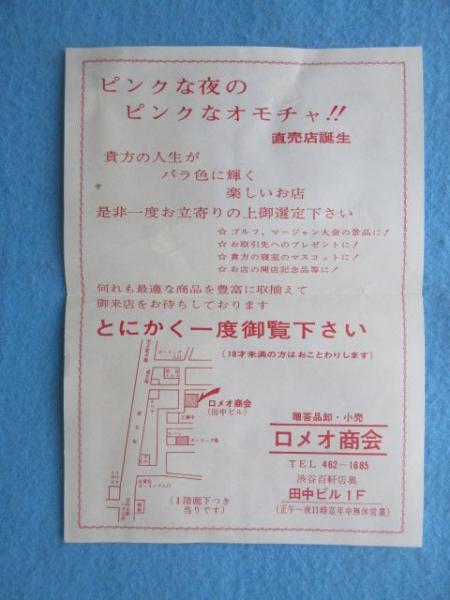 ピンクな夜の
ピンクなオモチャ!!
直売店誕生
貴方の人生が
バラ色に輝く
楽しいお店
是非一度お立寄りの上御選定下さい
☆ゴルフ、マージャン大会の景品に!
☆お取引先へのプレゼントに!
☆貴方の寝室のマスコットに!
☆お店の開店記念品等に!
何れも最適な商品を豊富に取揃えて
御来店をお待ちしております
とにかく一度御覧下さい
(18才未満の方はおことわりします)
ロメオ商会
(田中ビル)
工事中
(1階廊下つき
当りです)
贈答品卸・小売
ロメオ商会
TEL 462~1685
渋谷百軒店奥
田中ビル1F
(正午~夜11時迄年中無休営業)